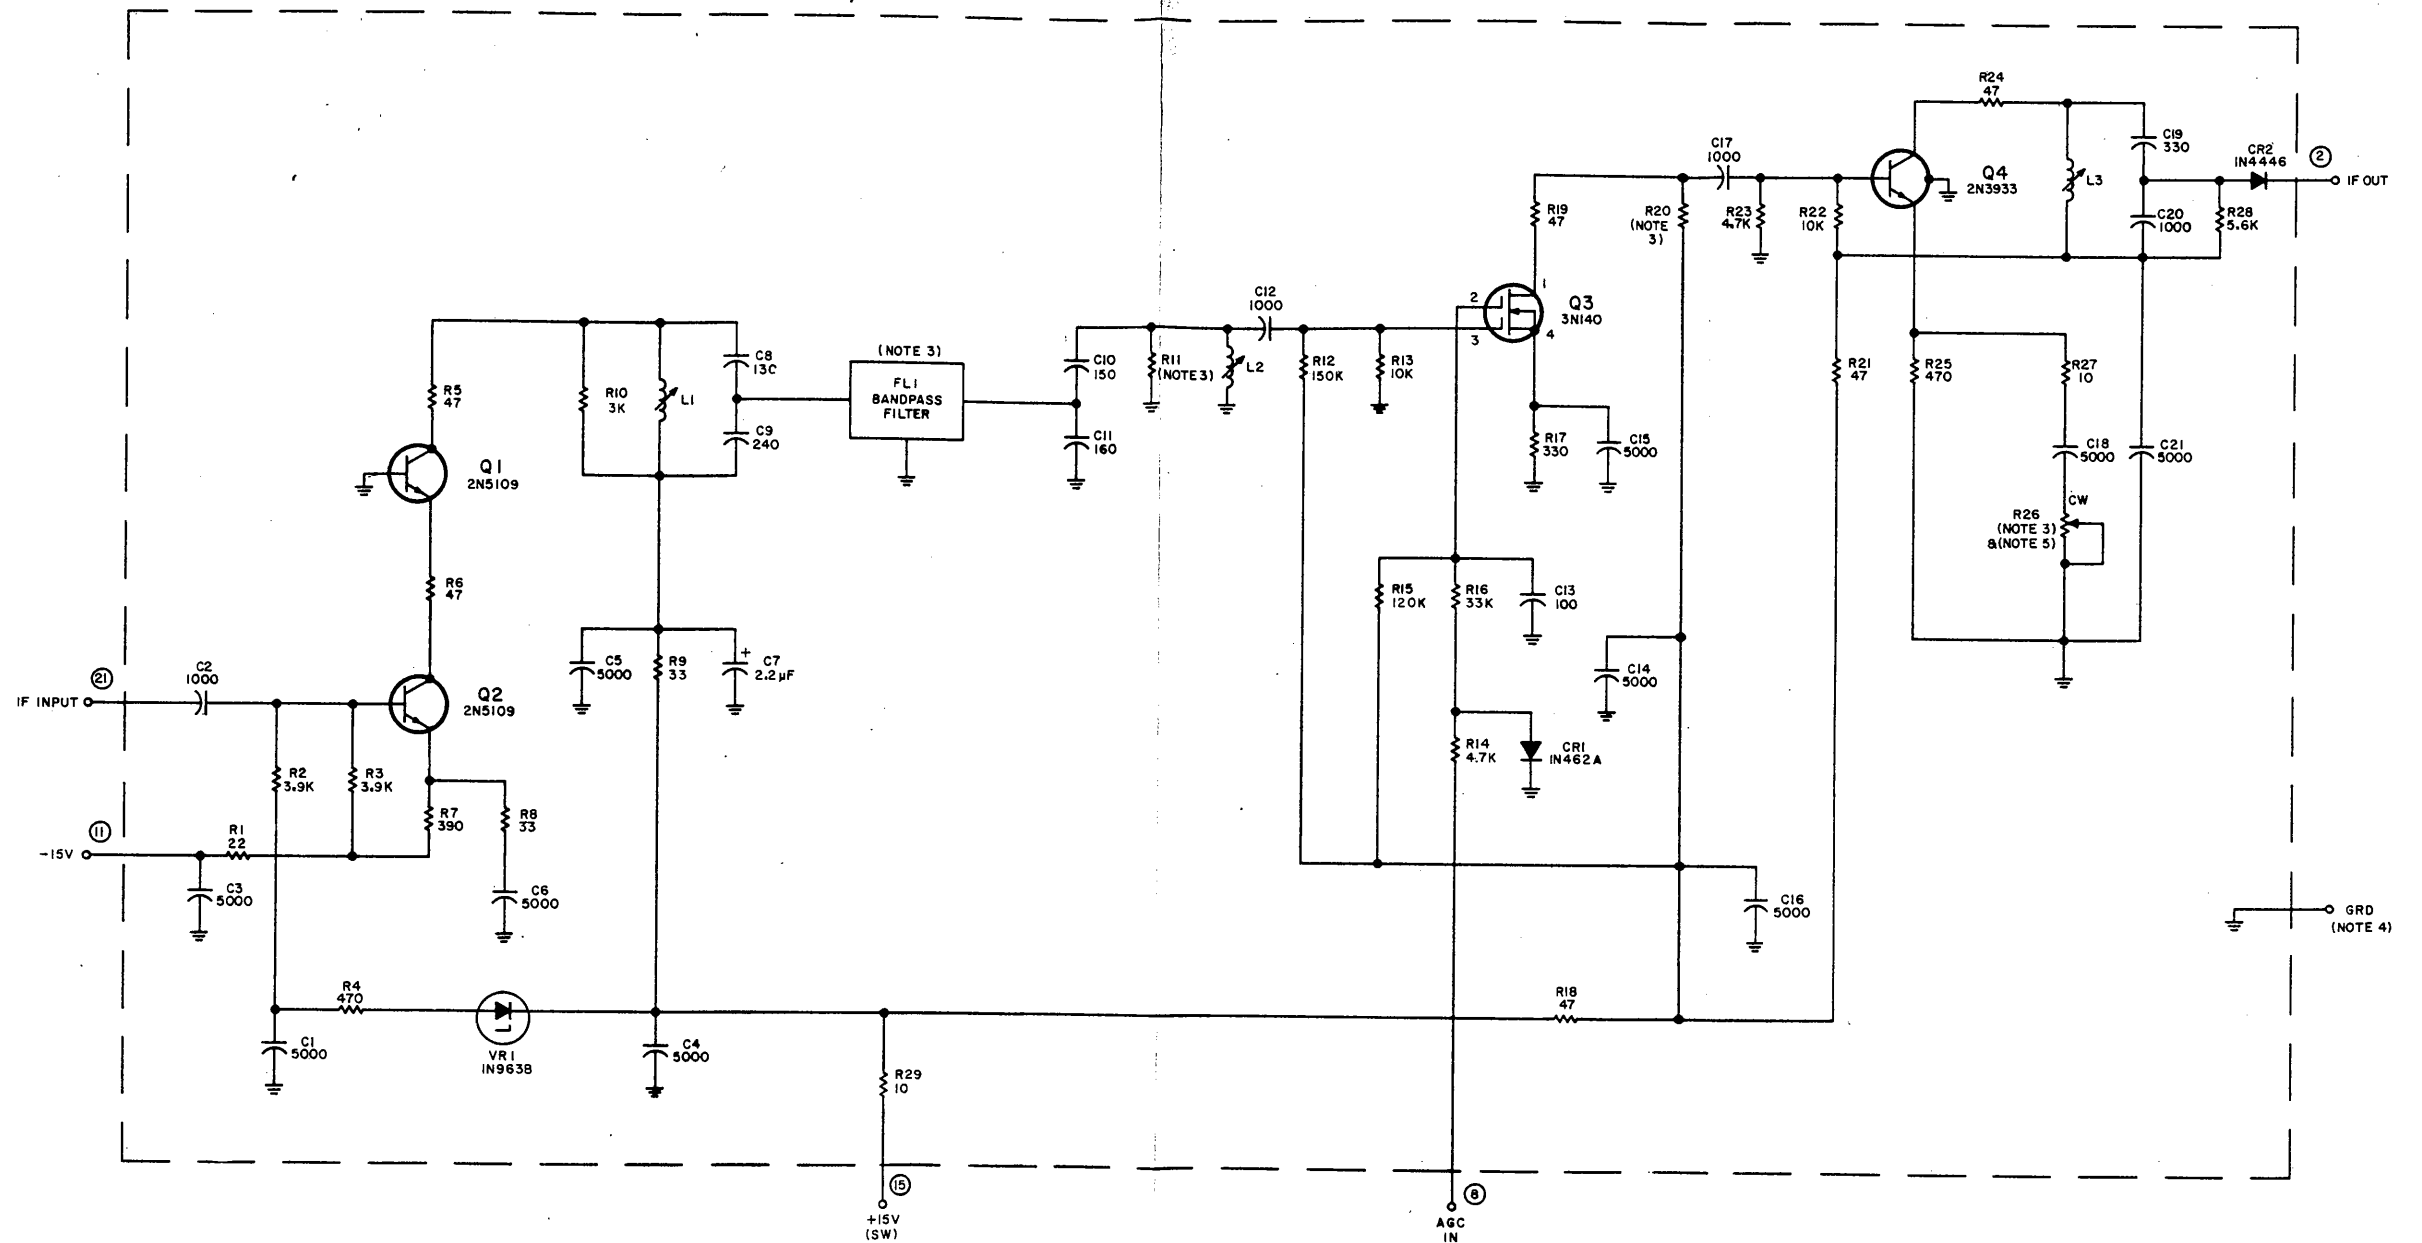 R24
47
C19
330
CR2
IN4446
2
IF OUT
L3
Q4
2N3933
C17
1000
R19
47
R20
(NOTE
3)
R23
4.7K
R22
10K
C20
1000
R28
5.6K
C12
1000
2
1
3
4
Q3
3N140
(NOTE 3)
FL1
BANDPASS
FILTER
C8
130
C9
240
R5
47
R10
3K
L1
C10
150
C11
160
R11
(NOTE 3)
L2
R12
150K
R13
10K
R21
47
R25
470
R27
10
R17
330
C15
5000
C18
5000
C21
5000
Q1
2N5109
CW
R26
(NOTE 3)
&(NOTE 5)
R6
47
R15
120K
R16
33K
C13
100
C5
5000
R9
33
+
C7
2.2µF
C14
5000
21
IF INPUT
C2
1000
Q2
2N5109
R2
3.9K
R3
3.9K
R7
390
R8
33
R14
4.7K
CR1
IN462A
11
-15V
R1
22
C3
5000
C6
5000
C16
5000
GRD
(NOTE 4)
R4
470
VR1
IN963B
C1
5000
C4
5000
R18
47
R29
10
15
+15V
(SW)
8
AGC
IN